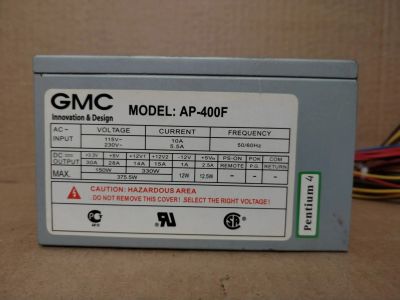 GMC
Innovation & Design
MODEL: AP-400F
AC-INPUT VOLTAGE CURRENT FREQUENCY
115V~ 230V~ 10A 5.5A 50/60Hz
DC OUTPUT +3.3V +5V +12V1 +12V2 -12V +5VSB PS-ON POK COM
30A 28A 14A 15A 1A 2.5A REMOTE P.G. RETURN
MAX. 150W 330W 12W 12.5W - - -
375.5W
CAUTION: HAZARDOUS AREA
DO NOT REMOVE THIS COVER! SELECT THE RIGHT VOLTAGE!
Pentium 4